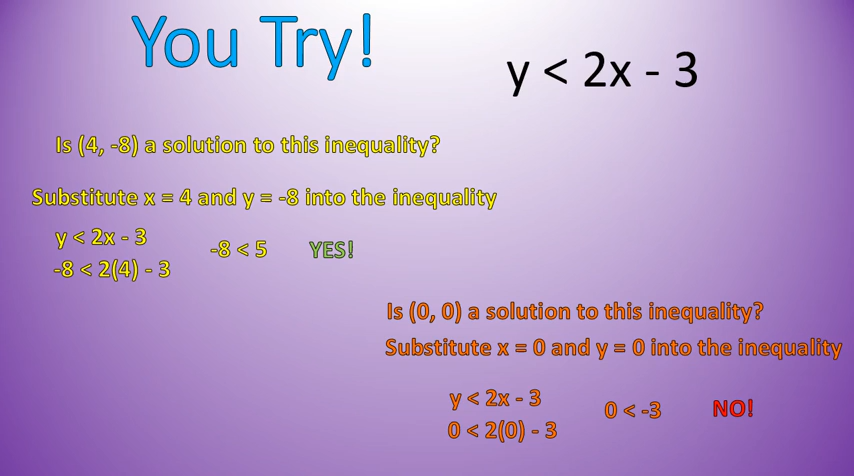 You Try!
y < 2x - 3
Is (4, -8) a solution to this inequality?
Substitute x = 4 and y = -8 into the inequality
y < 2x - 3
-8 < 2(4) - 3
-8 < 5
YES!
Is (0, 0) a solution to this inequality?
Substitute x = 0 and y = 0 into the inequality
y < 2x - 3
0 < 2(0) - 3
0 < -3
NO!